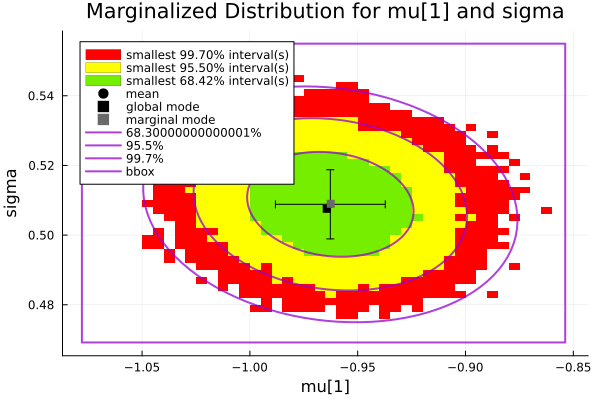 Marginalized Distribution for mu[1] and sigma
smallest 99.70% interval(s)
smallest 95.50% interval(s)
smallest 68.42% interval(s)
mean
global mode
marginal mode
68.30000000000001%
95.5%
99.7%
bbox
sigma
0.54
0.52
0.50
0.48
−1.05
−1.00
−0.95
−0.90
−0.85
mu[1]